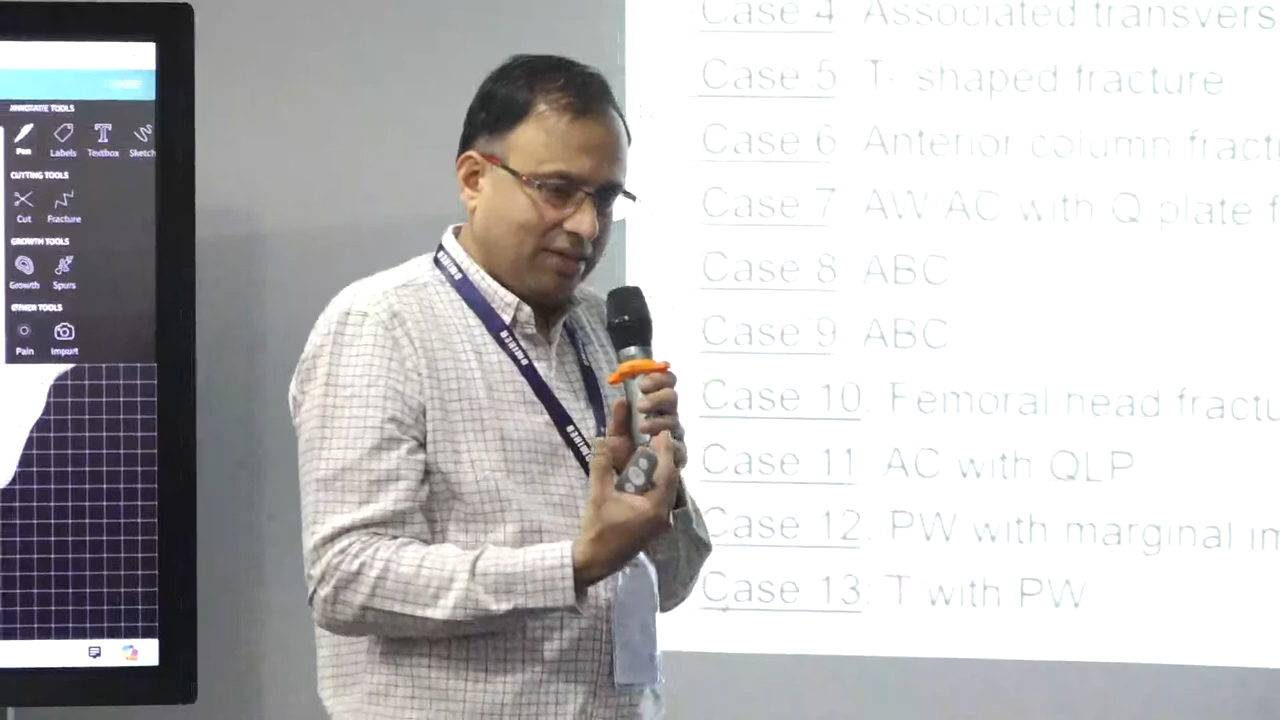 ANNOTATE TOOLS
Pen Labels Textbox Sketch
CUTTING TOOLS
Cut Fracture
GROWTH TOOLS
Growth Spurs
OTHER TOOLS
Pain Import
Case 4 Associated transvers
Case 5 T- shaped fracture
Case 6 Anterior column fractu
Case 7 AW AC with Q plate f
Case 8 ABC
Case 9 ABC
Case 10: Femoral head fractu
Case 11 AC with QLP
Case 12. PW with marginal im
Case 13: T with PW